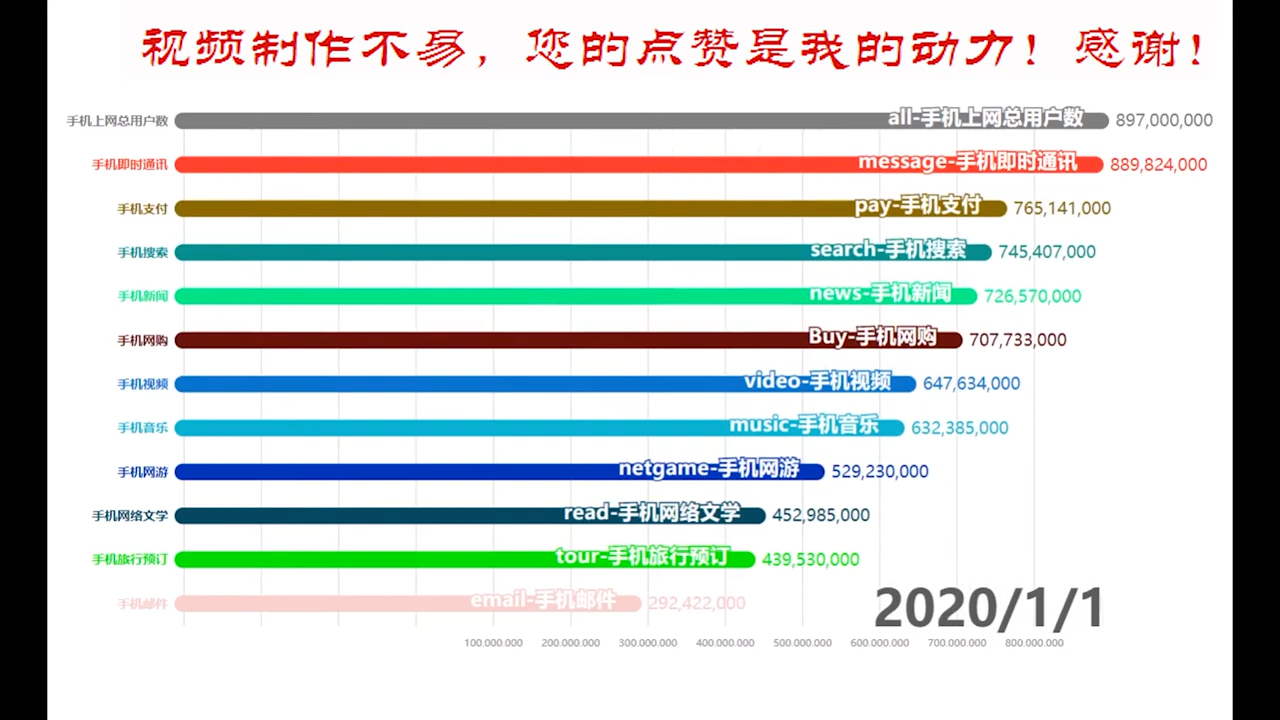 视频制作不易，您的点赞是我的动力！感谢！
手机上网总用户数 all-手机上网总用户数 897,000,000
手机即时通讯 message-手机即时通讯 889,824,000
手机支付 pay-手机支付 765,141,000
手机搜索 search-手机搜索 745,407,000
手机新闻 news-手机新闻 726,570,000
手机网购 Buy-手机网购 707,733,000
手机视频 video-手机视频 647,634,000
手机音乐 music-手机音乐 632,385,000
手机网游 netgame-手机网游 529,230,000
手机网络文学 read-手机网络文学 452,985,000
手机旅行预订 tour-手机旅行预订 439,530,000
手机邮件 email-手机邮件 292,422,000
2020/1/1
100,000,000 200,000,000 300,000,000 400,000,000 500,000,000 600,000,000 700,000,000 800,000,000